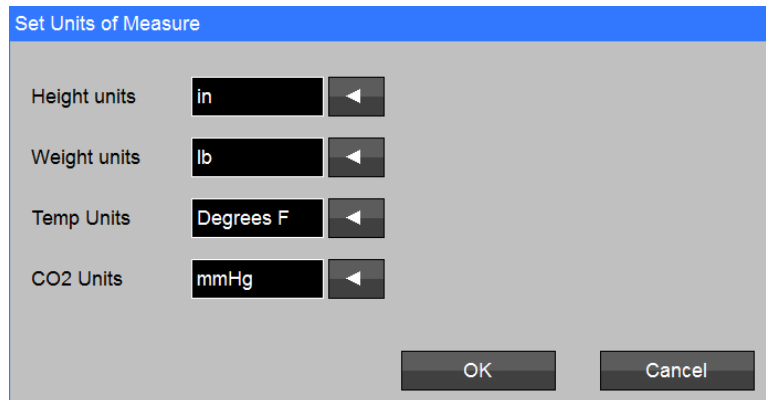 Set Units of Measure
Height units in
Weight units lb
Temp Units Degrees F
CO2 Units mmHg
OK Cancel